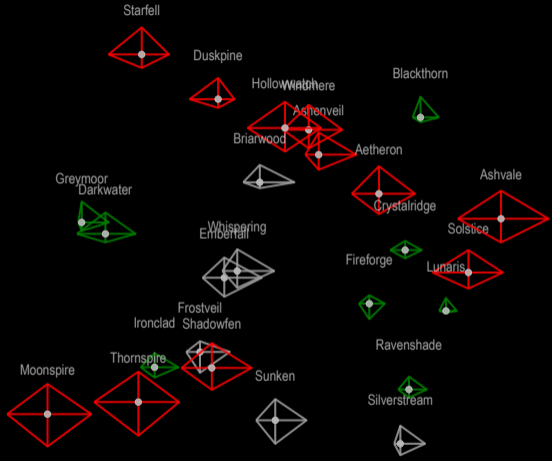 Starfell
Duskpine
Blackthorn
Hollowwatch
Windmere
Ashenveil
Briarwood
Aetheron
Ashvale
Greymoor
Darkwater
Crystalridge
Whispering
Emberfall
Solstice
Fireforge
Lunaris
Frostveil
Ironclad
Shadowfen
Ravenshade
Thornspire
Moonspire
Sunken
Silverstream